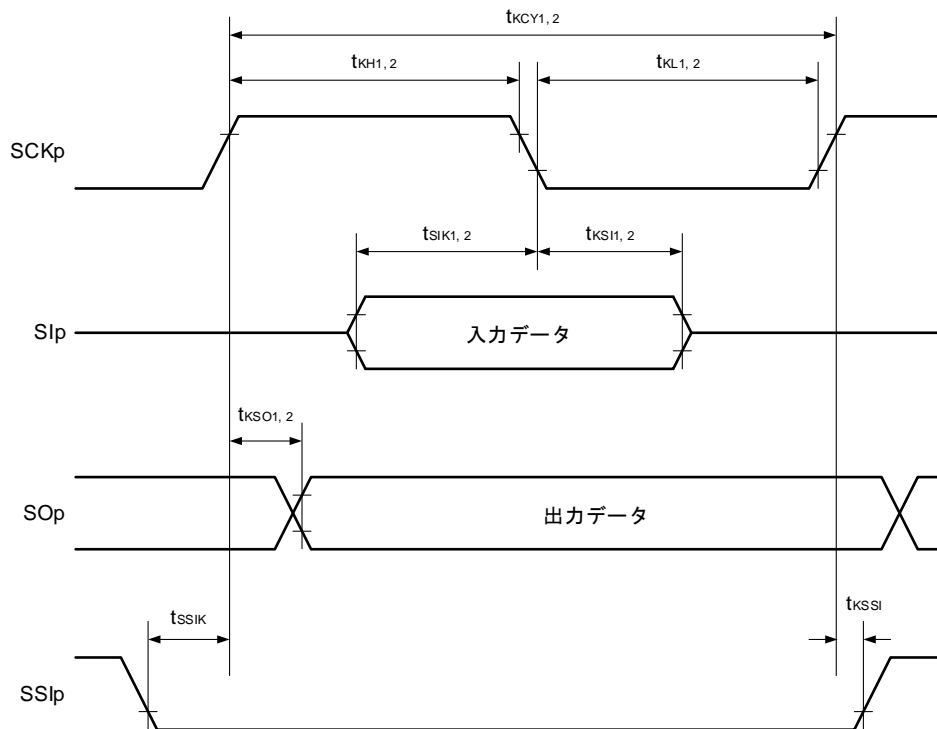 tKCY1, 2
tKH1, 2
tKL1, 2
SCKp
tSIK1, 2
tKSI1, 2
SIp
入力データ
tKSO1, 2
SOp
出力データ
tSSIK
tKSSI
SSIp